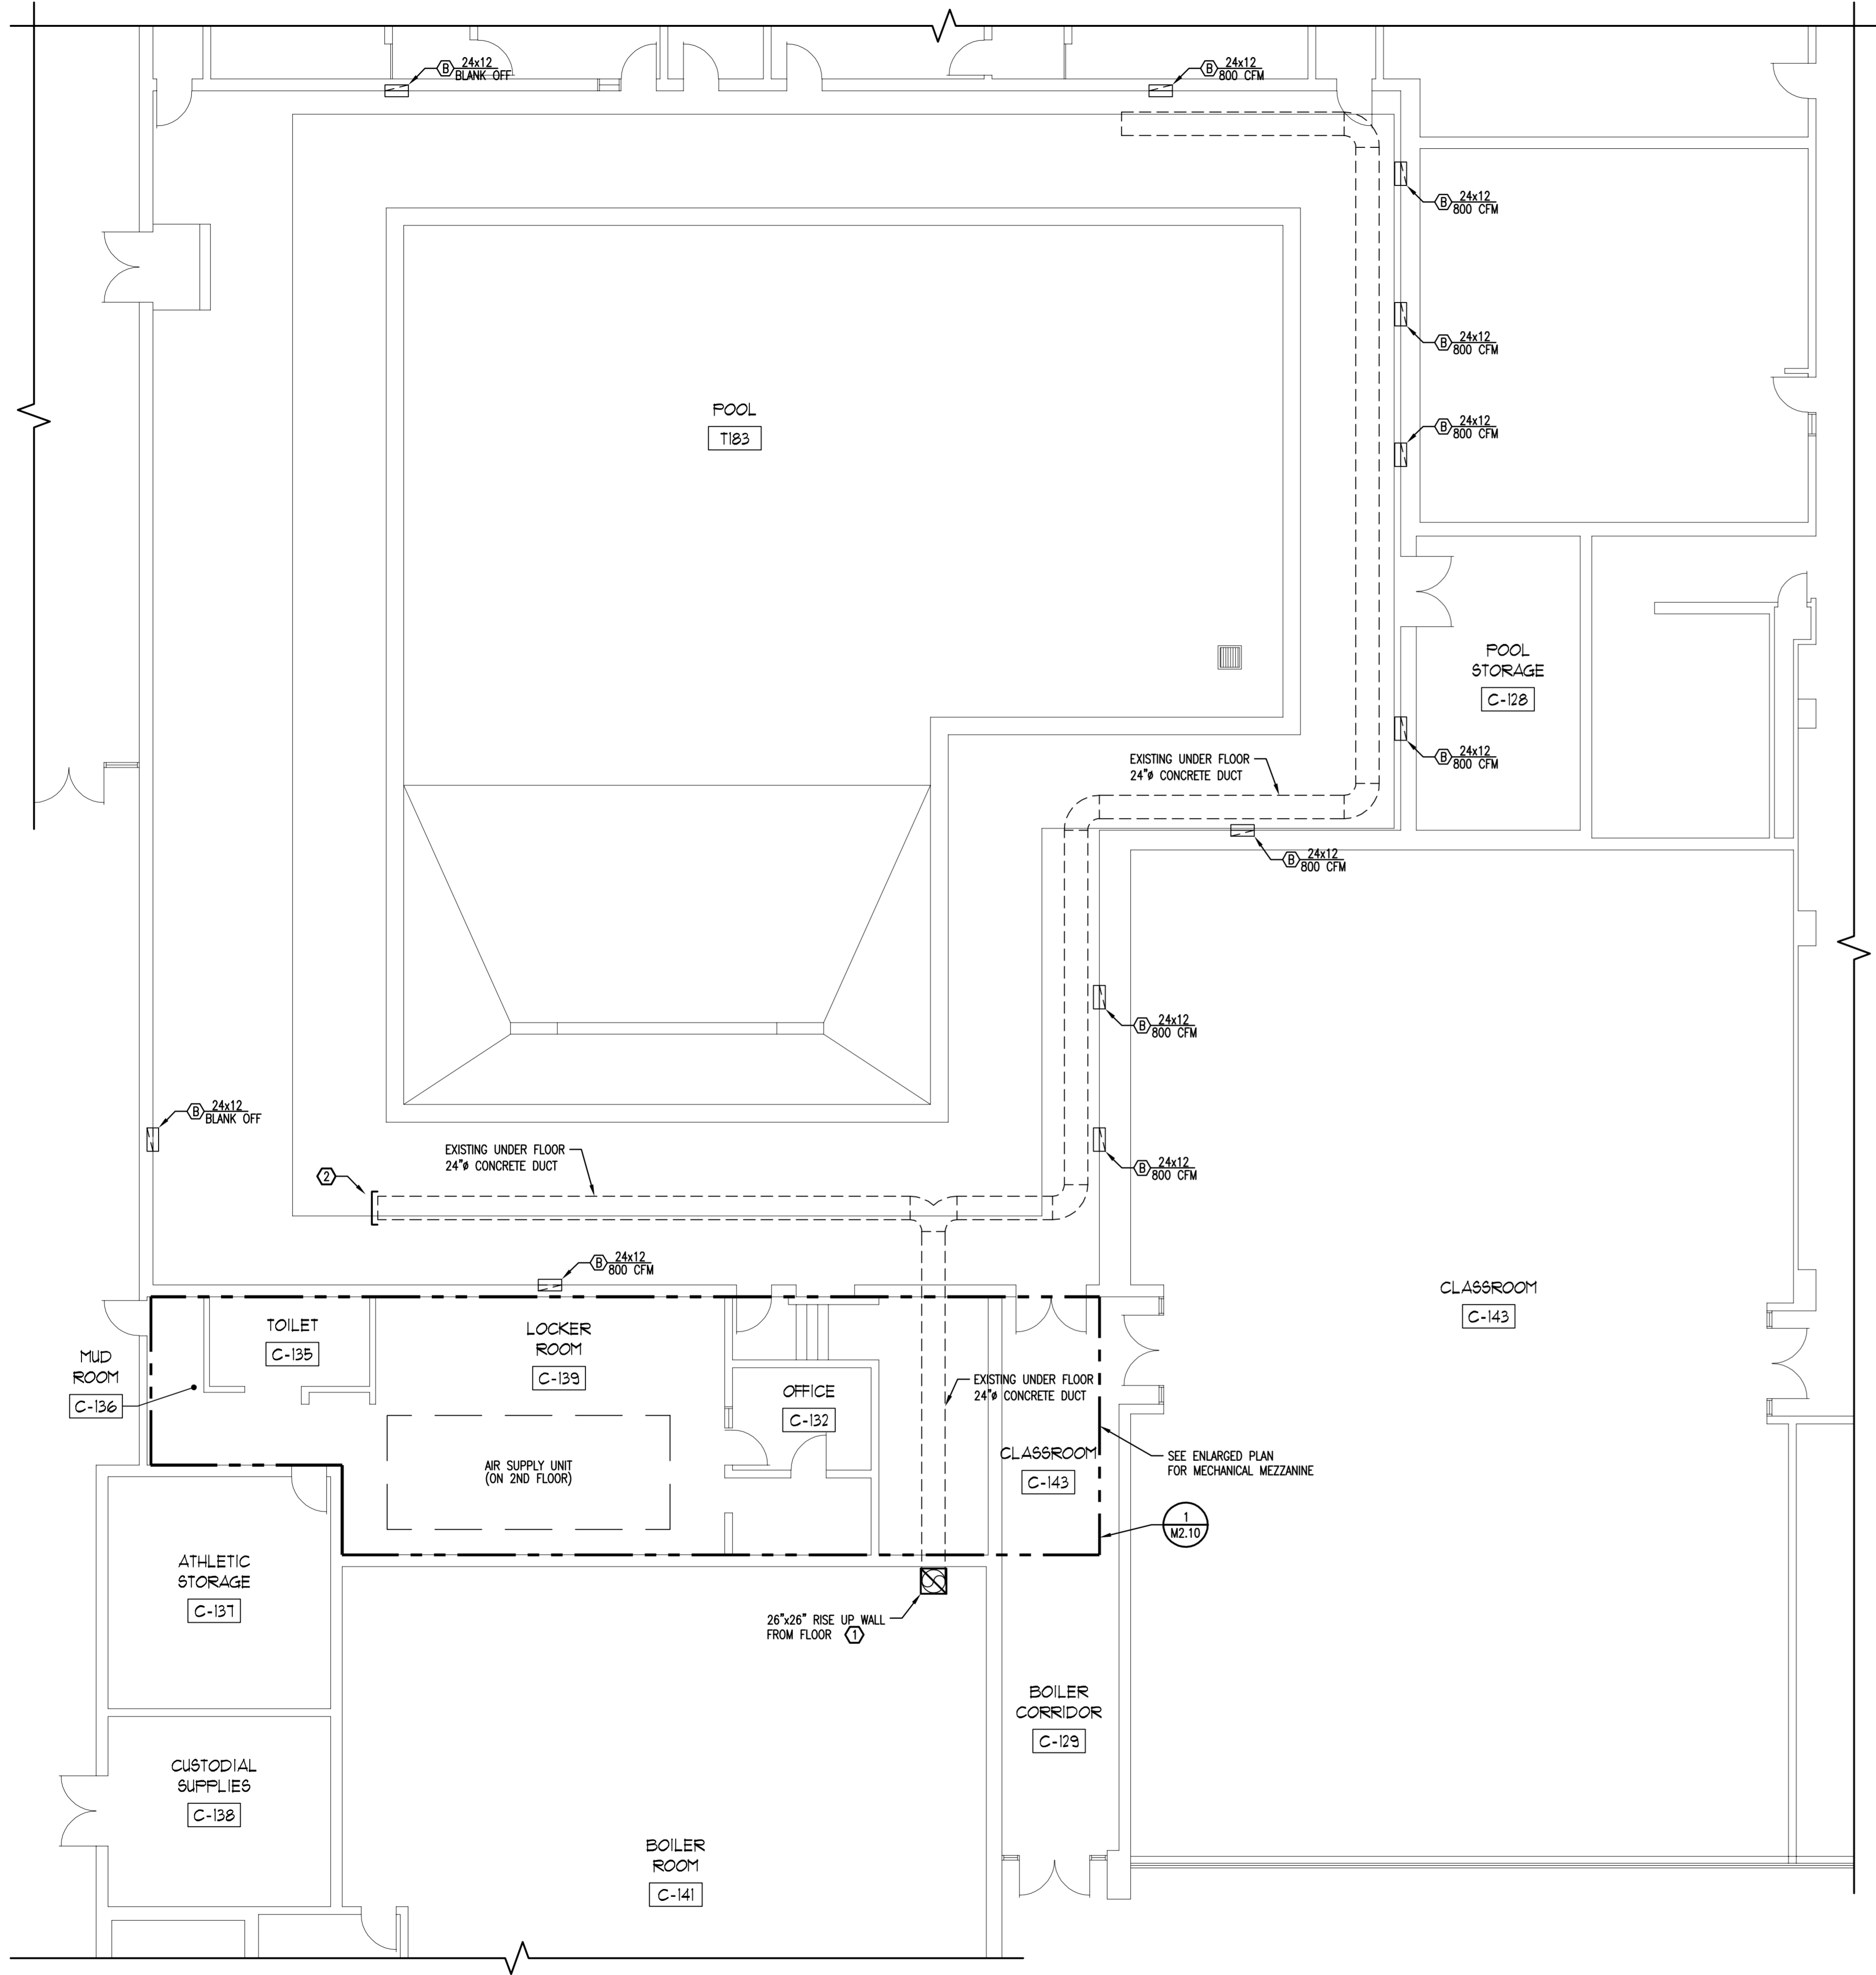 B
24x12
BLANK OFF
B
24x12
800 CFM
B
24x12
800 CFM
B
24x12
800 CFM
POOL
T183
B
24x12
800 CFM
POOL
STORAGE
C-128
EXISTING UNDER FLOOR
24"ø CONCRETE DUCT
B
24x12
800 CFM
B
24x12
800 CFM
B
24x12
800 CFM
B
24x12
BLANK OFF
EXISTING UNDER FLOOR
24"ø CONCRETE DUCT
2
B
24x12
800 CFM
B
24x12
800 CFM
CLASSROOM
C-143
TOILET
C-135
LOCKER
ROOM
C-139
MUD
ROOM
C-136
OFFICE
C-132
EXISTING UNDER FLOOR
24"ø CONCRETE DUCT
CLASSROOM
C-143
SEE ENLARGED PLAN
FOR MECHANICAL MEZZANINE
AIR SUPPLY UNIT
(ON 2ND FLOOR)
1
M2.10
ATHLETIC
STORAGE
C-137
26"x26" RISE UP WALL
FROM FLOOR 1
BOILER
CORRIDOR
C-129
CUSTODIAL
SUPPLIES
C-138
BOILER
ROOM
C-141